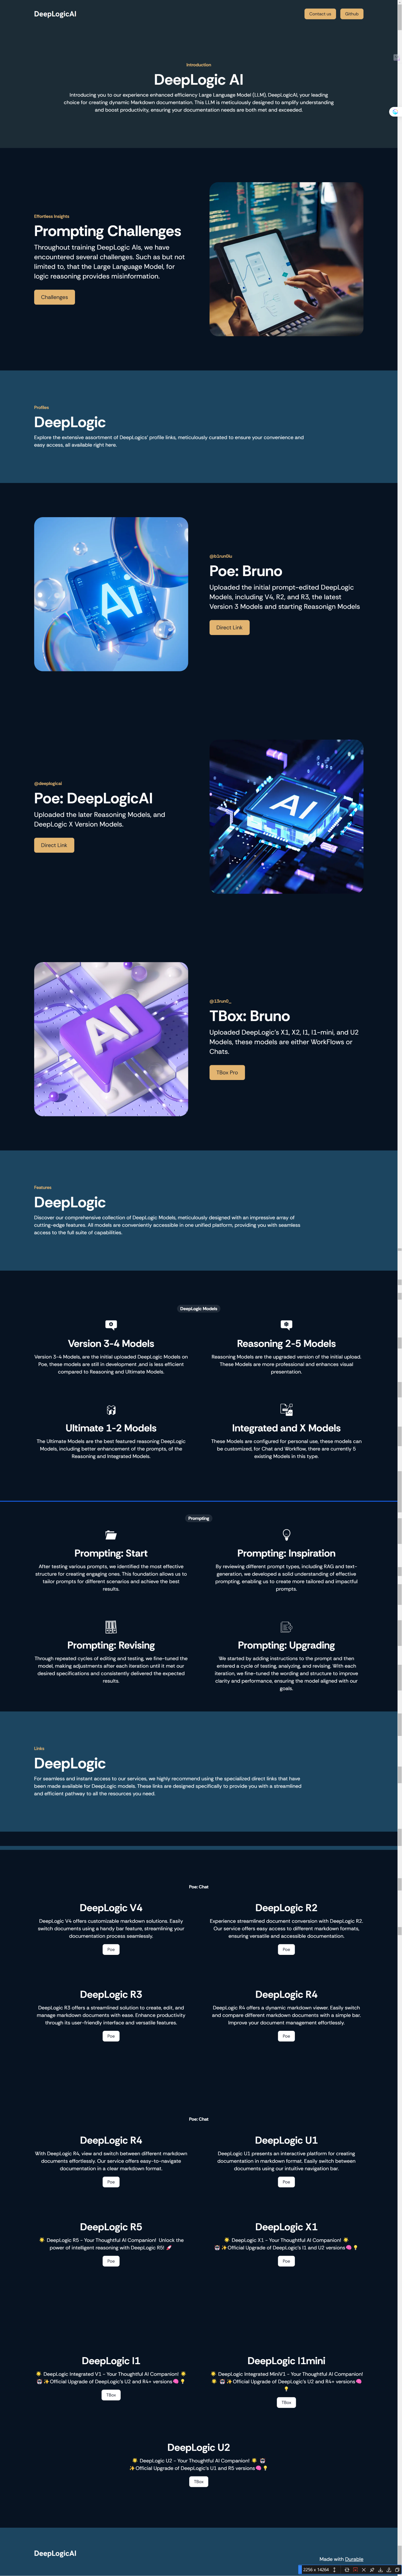 DeepLogicAI
Contact us
Github
Introduction
DeepLogic AI
Introducing you to our experience enhanced efficiency Large Language Model (LLM), DeepLogicAI, your leading
choice for creating dynamic Markdown documentation. This LLM is meticulously designed to amplify understanding
and boost productivity, ensuring your documentation needs are both met and exceeded.
Effortless Insights
Prompting Challenges
Throughout training DeepLogic AIs, we have
encountered several challenges. Such as but not
limited to, that the Large Language Model, for
logic reasoning provides misinformation.
Challenges
Profiles
DeepLogic
Explore the extensive assortment of DeepLogics' profile links, meticulously curated to ensure your convenience and
easy access, all available right here.
AI
Poe: Bruno
Uploaded the initial prompt-edited DeepLogic
Models, including V4, R2, and R3, the latest
Version 3 Models and starting Reasonign Models
Direct Link
@deeplogicai
Poe: DeepLogicAI
Uploaded the later Reasoning Models, and
DeepLogic X Version Models.
Direct Link
AI
AI
TBox: Bruno
Uploaded DeepLogic's X1, X2, I1, I1-mini, and U2
Models, these models are either WorkFlows or
Chats.
TBox Pro
Features
DeepLogic
Discover our comprehensive collection of DeepLogic Models, meticulously designed with an impressive array of
cutting-edge features. All models are conveniently accessible in one unified platform, providing you with seamless
access to the full suite of capabilities.
DeepLogic Models
Version 3-4 Models
Version 3-4 Models, are the initial uploaded DeepLogic Models on
Poe, these models are still in development ,and is less efficient
compared to Reasoning and Ultimate Models.
Reasoning 2-5 Models
Reasoning Models are the upgraded version of the initial upload.
These Models are more professional and enhances visual
presentation.
Ultimate 1-2 Models
The Ultimate Models are the best featured reasoning DeepLogic
Models, including better enhancement of the prompts, of the
Reasoning and Integrated Models.
Integrated and X Models
These Models are configured for personal use, these models can
be customized, for Chat and Workflow, there are currently 5
existing Models in this type.
Prompting
Prompting: Start
After testing various prompts, we identified the most effective
structure for creating engaging ones. This foundation allows us to
tailor prompts for different scenarios and achieve the best
results.
Prompting: Inspiration
By reviewing different prompt types, including RAG and text-
generation, we developed a solid understanding of effective
prompting, enabling us to create more tailored and impactful
prompts.
Prompting: Revising
Through repeated cycles of editing and testing, we fine-tuned the
model, making adjustments after each iteration until it met our
desired specifications and consistently delivered the expected
results.
Prompting: Upgrading
We started by adding instructions to the prompt and then
entered a cycle of testing, analyzing, and revising. With each
iteration, we fine-tuned the wording and structure to improve
clarity and performance, ensuring the model aligned with our
goals.
Links
DeepLogic
For seamless and instant access to our services, we highly recommend using the specialized direct links that have
been made available for DeepLogic models. These links are designed specifically to provide you with a streamlined
and efficient pathway to all the resources you need.
Poe: Chat
DeepLogic V4
DeepLogic V4 offers customizable markdown solutions. Easily
switch documents using a handy bar feature, streamlining your
documentation process seamlessly.
Poe
DeepLogic R2
Experience streamlined document conversion with DeepLogic R2.
Our service offers easy access to different markdown formats,
ensuring versatile and accessible documentation.
Poe
DeepLogic R3
DeepLogic R3 offers a streamlined solution to create, edit, and
manage markdown documents with ease. Enhance productivity
through its user-friendly interface and versatile features.
Poe
DeepLogic R4
DeepLogic R4 offers a dynamic markdown viewer. Easily switch
and compare different markdown documents with a simple bar.
Improve your document management effortlessly.
Poe
Poe: Chat
DeepLogic R4
With DeepLogic R4, view and switch between different markdown
documents effortlessly. Our service offers easy-to-navigate
documentation in a clear markdown format.
Poe
DeepLogic U1
DeepLogic U1 presents an interactive platform for creating
documentation in markdown format. Easily switch between
documents using our intuitive navigation bar.
Poe
DeepLogic R5
DeepLogic R5 - Your Thoughtful AI Companion! Unlock the
power of intelligent reasoning with DeepLogic R5!
Poe
DeepLogic X1
DeepLogic X1 - Your Thoughtful AI Companion!
Official Upgrade of DeepLogic's I1 and U2 versions
Poe
DeepLogic I1
DeepLogic Integrated V1 - Your Thoughtful AI Companion!
Official Upgrade of DeepLogic's U2 and R4+ versions
TBox
DeepLogic I1mini
DeepLogic Integrated MiniV1 - Your Thoughtful AI Companion!
Official Upgrade of DeepLogic's U2 and R4+ versions
TBox
DeepLogic U2
DeepLogic U2 - Your Thoughtful AI Companion!
Official Upgrade of DeepLogic's U1 and R5 versions
TBox
DeepLogicAI
Made with Durable